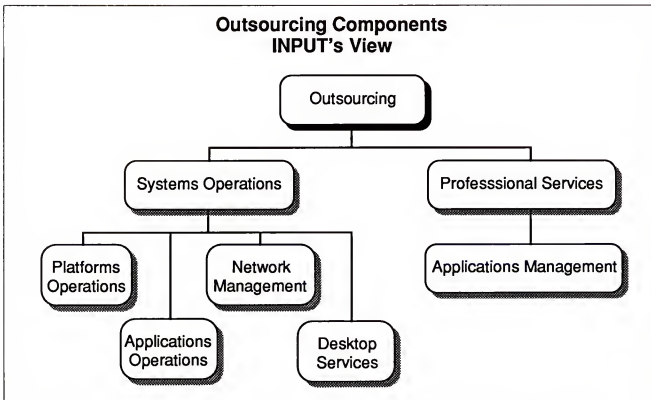 Outsourcing Components
INPUT's View
Outsourcing
Systems Operations
Professsional Services
Platforms
Operations
Network
Management
Applications Management
Applications
Operations
Desktop
Services